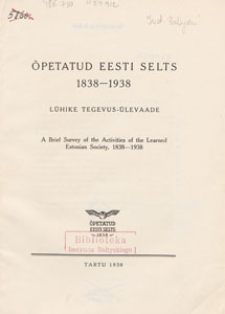 ÕPETATUD EESTI SELTS
1838—1938
LÜHIKE TEGEVUS-ÜLEVAADE
A Brief Survey of the Activities of the Learned
Estonian Society, 1838—1938
ÕPETATUD
EESTI SELTS
1838
Biblioteka
Instytutu Bałtyckiego
TARTU 1938